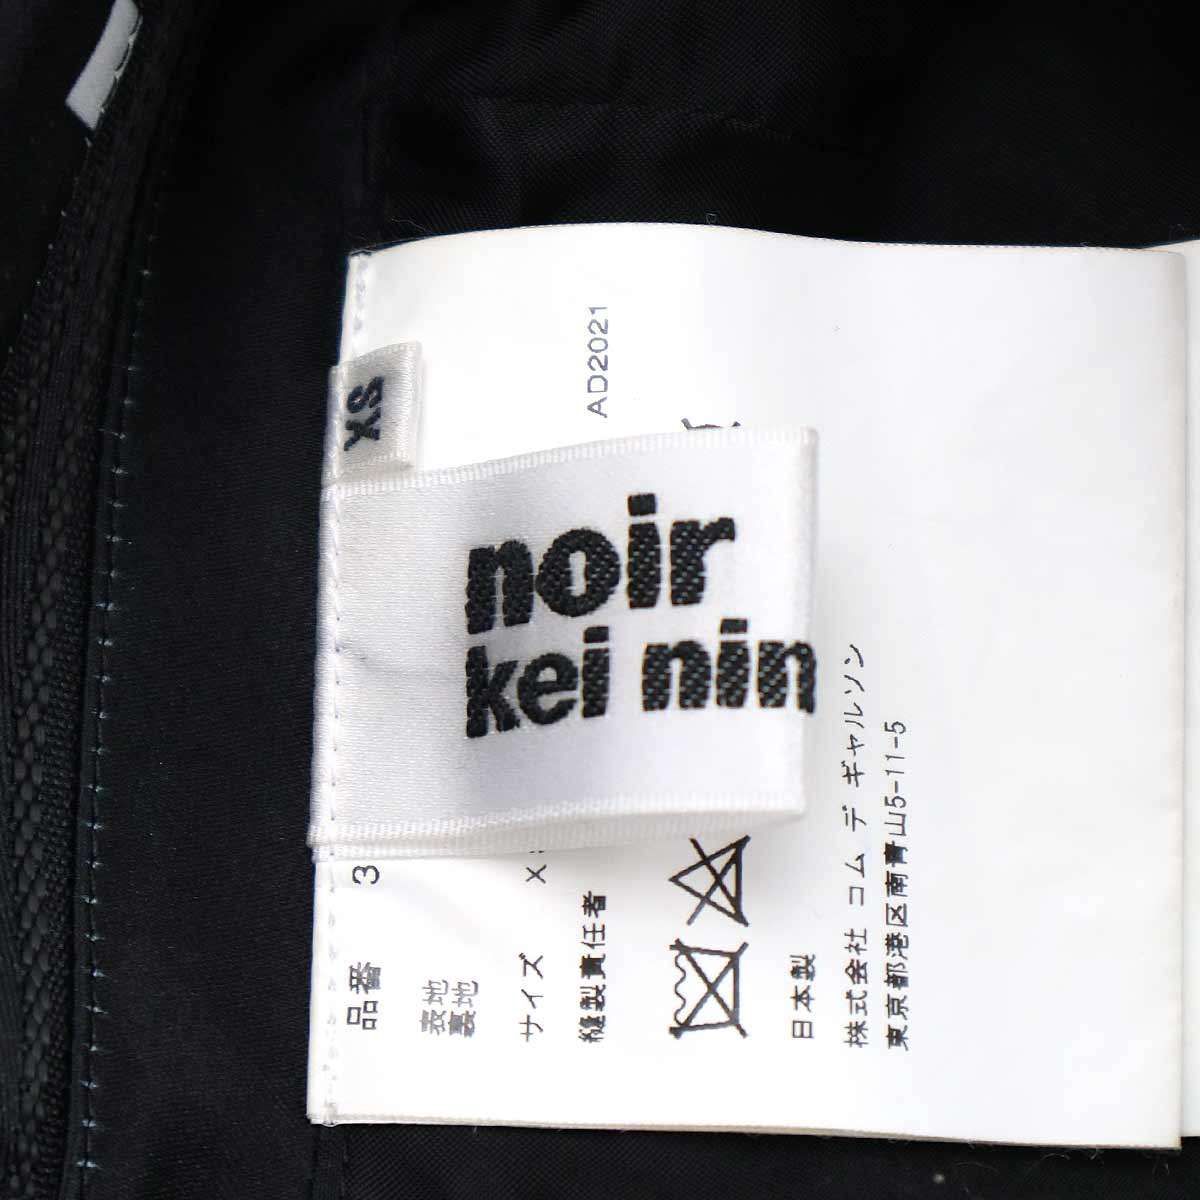 XS
noir
kei nin
AD2021
品番 3
表地
裏地
サイズ X
縫製責任者
日本製
株式会社 コム デ ギャルソン
東京都港区南青山5-11-5